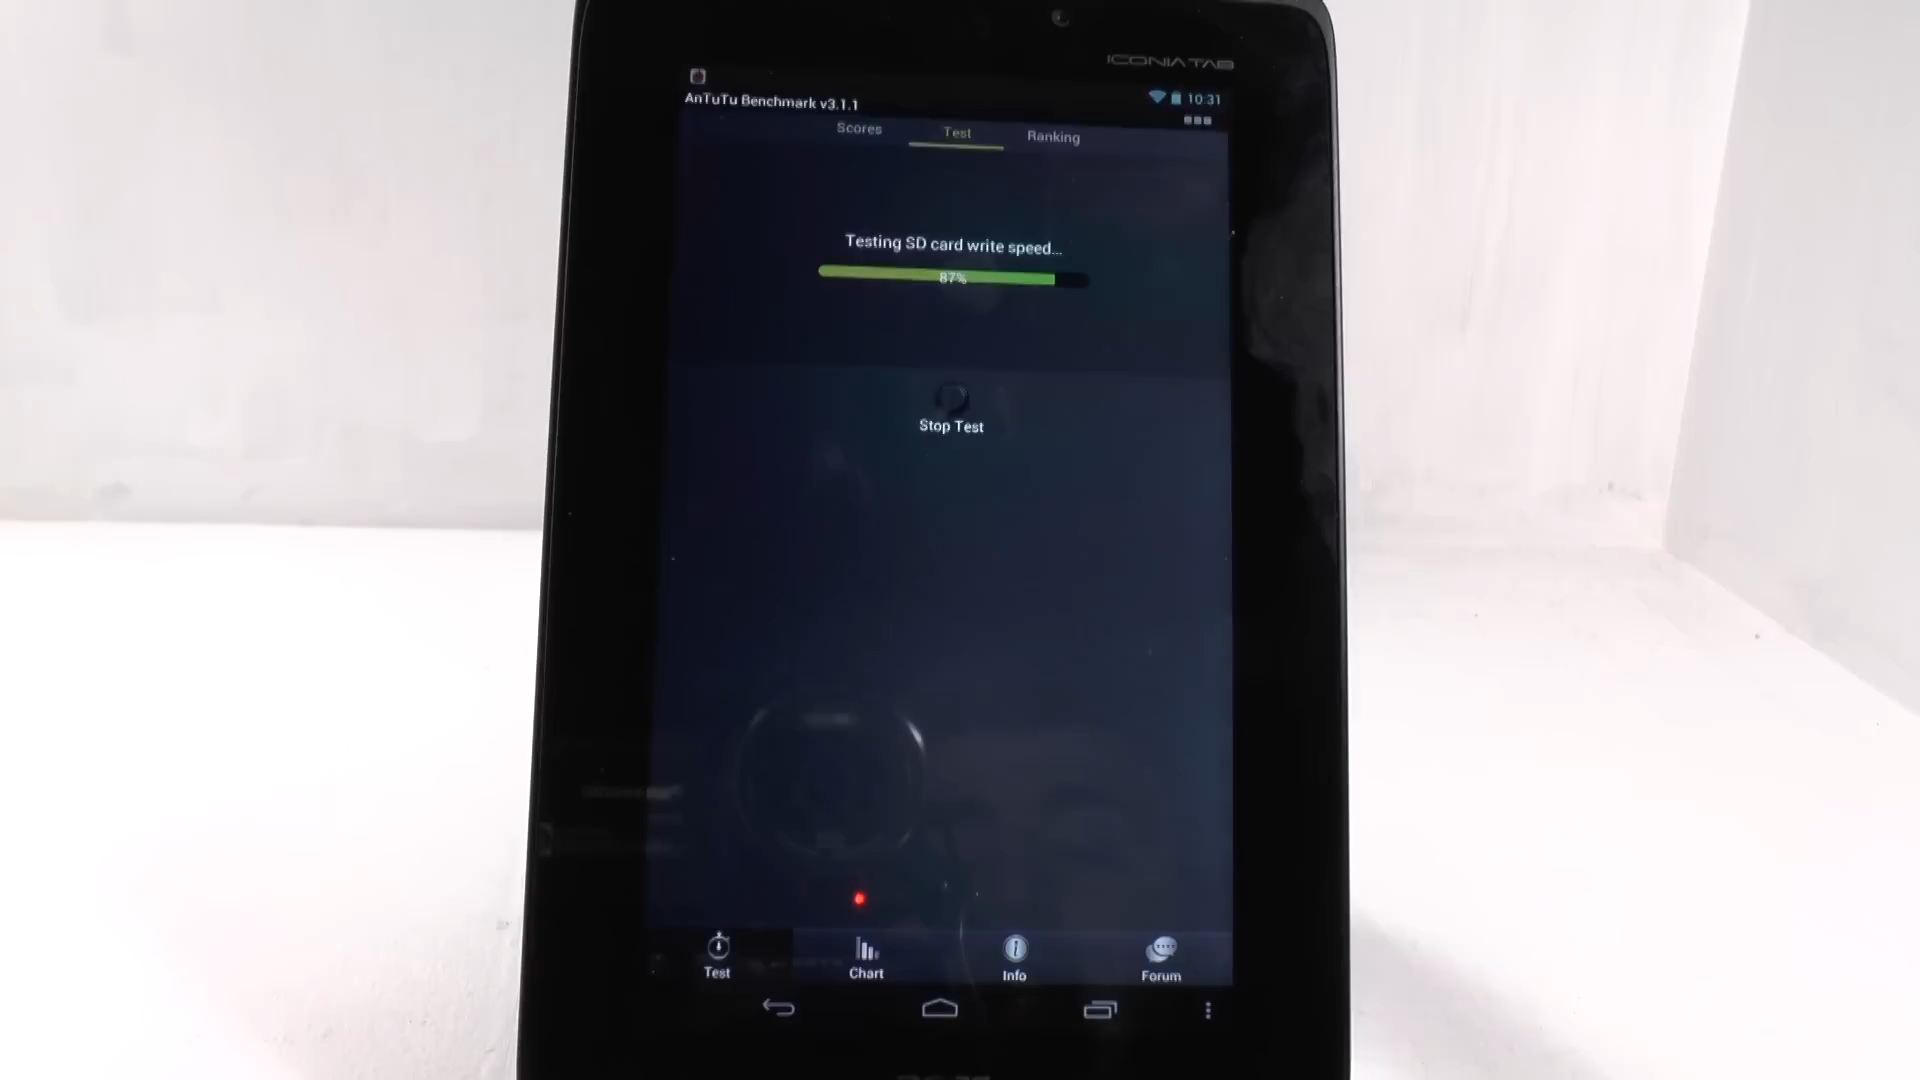 ICONIA TAB
AnTuTu Benchmark v3.1.1
10:31
Scores
Test
Ranking
Testing SD card write speed...
87%
Stop Test
Test
Chart
Info
Forum